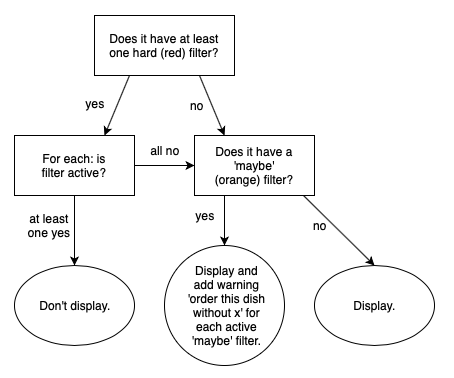 Does it have at least
one hard (red) filter?
yes
no
For each: is
filter active?
all no
Does it have a
'maybe'
(orange) filter?
at least
one yes
yes
no
Don't display.
Display and
add warning
'order this dish
without x' for
each active
'maybe' filter.
Display.